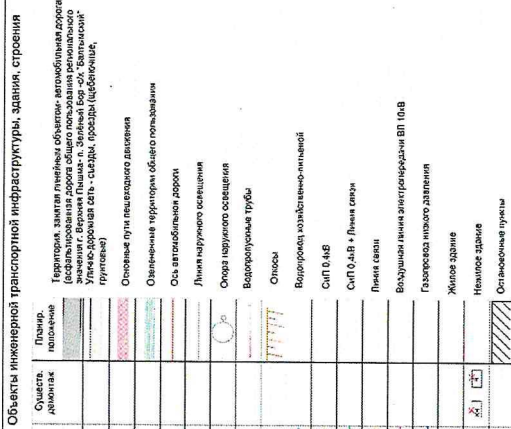 Объекты инженерной транспортной инфраструктуры, здания, строения
Сущеcтв. демонтаж
Планир. положение
Территория, занятая линейным объектом- автомобильная дорога
(асфальтированная дорога общего пользования регионального
значения г. Верхняя Пышма- п. Зелёный Бор -с/х "Балтымский"
Улично-дорожная сеть - съезды, проезды (щебеночные,
грунтовые)
Основные пути пешеходного движения
Озелененные территории общего пользования
Ось автомобильной дороги
Линия наружного освещения
Опора наружного освещения
Водопропускные трубы
Откосы
Водопровод хозяйственно-питьевой
СиП 0,4кВ
СиП 0,4кВ + Линия связи
Линия связи
Воздушная линия электропередачи ВЛ 10кВ
Газопровод низкого давления
Жилое здание
Нежилое здание
Остановочные пункты